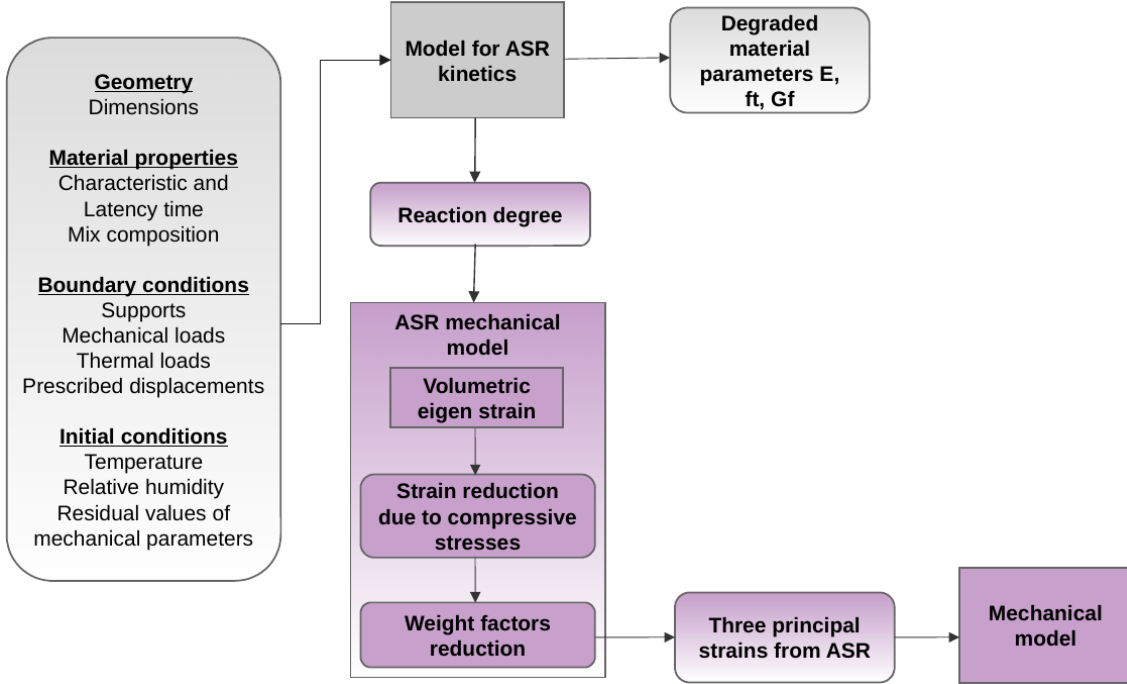 Geometry
Dimensions
Material properties
Characteristic and
Latency time
Mix composition
Boundary conditions
Supports
Mechanical loads
Thermal loads
Prescribed displacements
Initial conditions
Temperature
Relative humidity
Residual values of
mechanical parameters
Model for ASR
kinetics
Degraded
material
parameters E,
ft, Gf
Reaction degree
ASR mechanical
model
Volumetric
eigen strain
Strain reduction
due to compressive
stresses
Weight factors
reduction
Three principal
strains from ASR
Mechanical
model